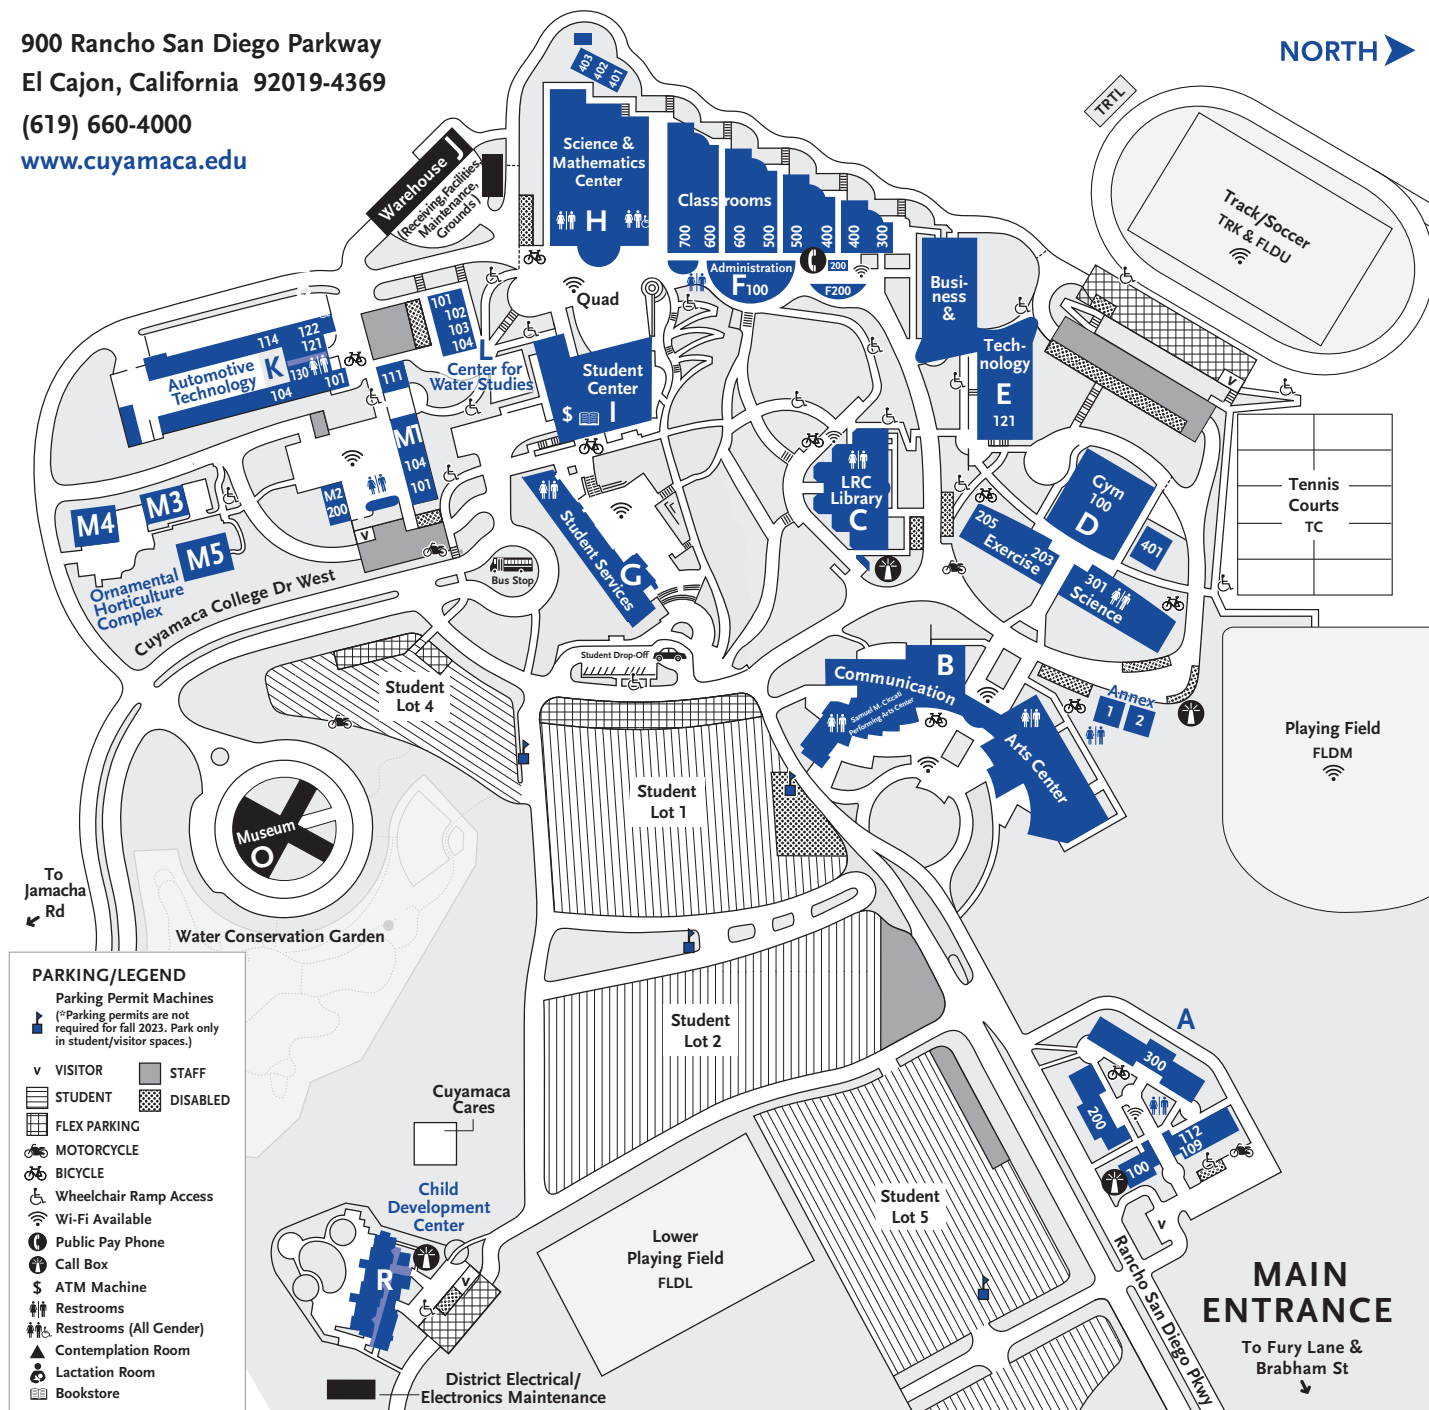 900 Rancho San Diego Parkway
El Cajon, California 92019-4369
(619) 660-4000
www.cuyamaca.edu
NORTH
403
402
401
TRTL
Track/Soccer
TRK & FLDU
Warehouse J
(Receiving, Facilities,
Maintenance,
Grounds)
Science &
Mathematics
Center
H
Classrooms
700
600
600
500
500
400
400
300
Administration
F100
200
F200
Quad
Busi-
ness
&
Tech-
nology
E
121
101
102
103
104
L
Center for
Water Studies
114
122
121
Automotive
Technology
K
130
101
104
111
Student
Center
$ I
M1
104
101
M2
200
V
M3
M4
M5
Ornamental
Horticulture
Complex
Cuyamaca College Dr West
Bus Stop
Student Services
G
LRC
Library
C
Gym
100
D
401
205
203
Exercise
301
Science
V
Tennis
Courts
TC
Student Drop-Off
Student
Lot 4
B
Communication
Samuel M. Ciccati
Performing Arts Center
Arts Center
Annex
1
2
Playing Field
FLDM
Student
Lot 1
Museum
O
To
Jamacha
Rd
Water Conservation Garden
Student
Lot 2
A
300
200
112
109
100
V
PARKING/LEGEND
Parking Permit Machines
(*Parking permits are not
required for fall 2023. Park only
in student/visitor spaces.)
V VISITOR
STAFF
STUDENT
DISABLED
FLEX PARKING
MOTORCYCLE
BICYCLE
Wheelchair Ramp Access
Wi-Fi Available
Public Pay Phone
Call Box
$ ATM Machine
Restrooms
Restrooms (All Gender)
Contemplation Room
Lactation Room
Bookstore
Cuyamaca
Cares
Child
Development
Center
R
V
Lower
Playing Field
FLDL
Student
Lot 5
District Electrical/
Electronics Maintenance
Rancho San Diego Pkwy
MAIN
ENTRANCE
To Fury Lane &
Brabham St